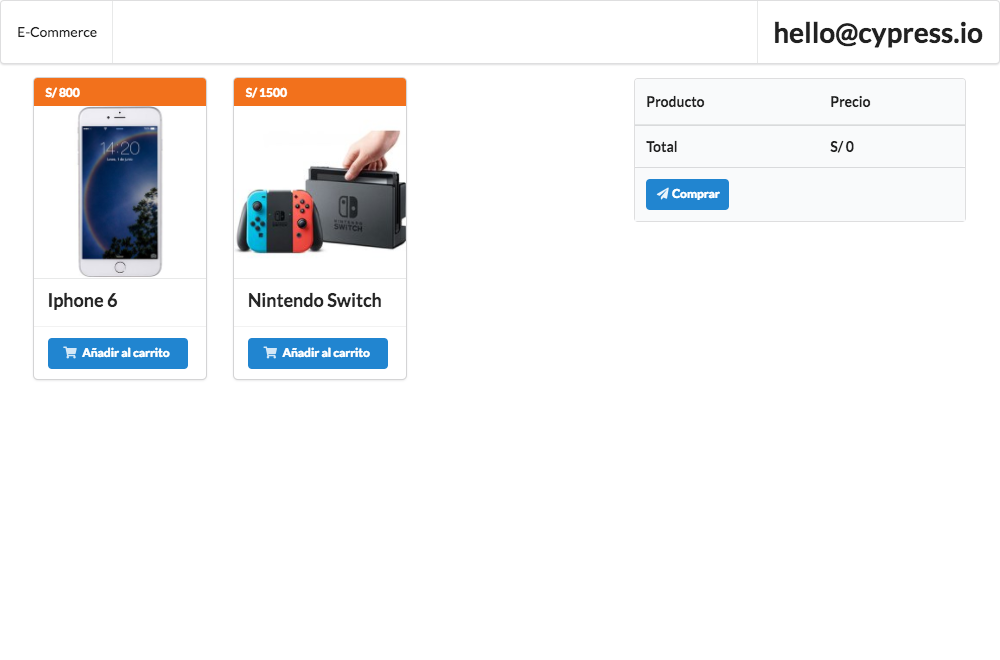 E-Commerce
hello@cypress.io
S/ 800
14:20
Iphone 6
Añadir al carrito
S/ 1500
NINTENDO
SWITCH
Nintendo Switch
Añadir al carrito
Producto Precio
Total S/ 0
Comprar